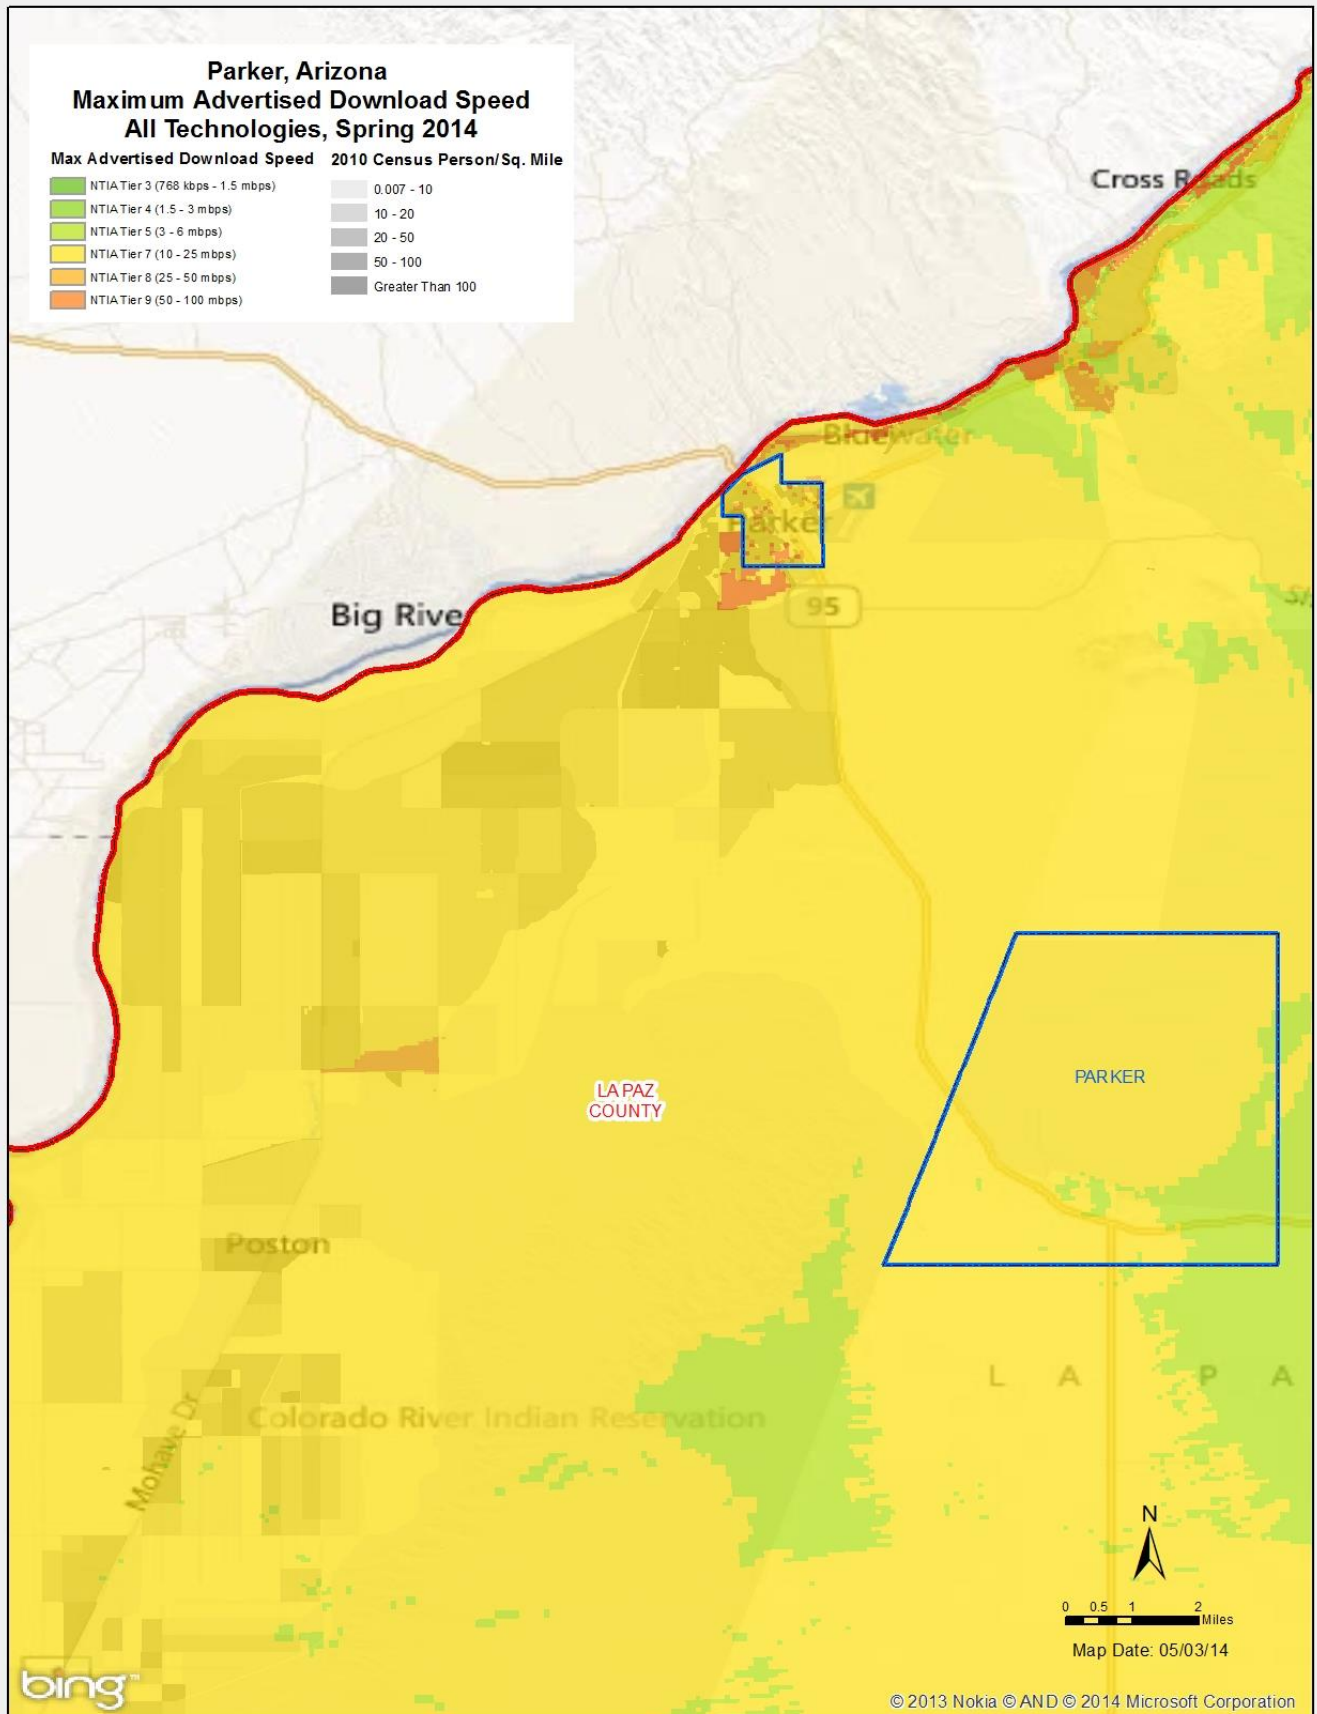 Parker, Arizona
Maximum Advertised Download Speed
All Technologies, Spring 2014
Max Advertised Download Speed
NTIA Tier 3 (768 kbps - 1.5 mbps)
NTIA Tier 4 (1.5 - 3 mbps)
NTIA Tier 5 (3 - 6 mbps)
NTIA Tier 7 (10 - 25 mbps)
NTIA Tier 8 (25 - 50 mbps)
NTIA Tier 9 (50 - 100 mbps)
2010 Census Person/Sq. Mile
0.007 - 10
10 - 20
20 - 50
50 - 100
Greater Than 100
Cross Roads
Bluewater
Parker
95
Big Rive
PARKER
LA PAZ
COUNTY
Poston
L A P A
Colorado River Indian Reservation
Mohave Dr
N
0 0.5 1 2
Miles
Map Date: 05/03/14
bing™
© 2013 Nokia © AND © 2014 Microsoft Corporation